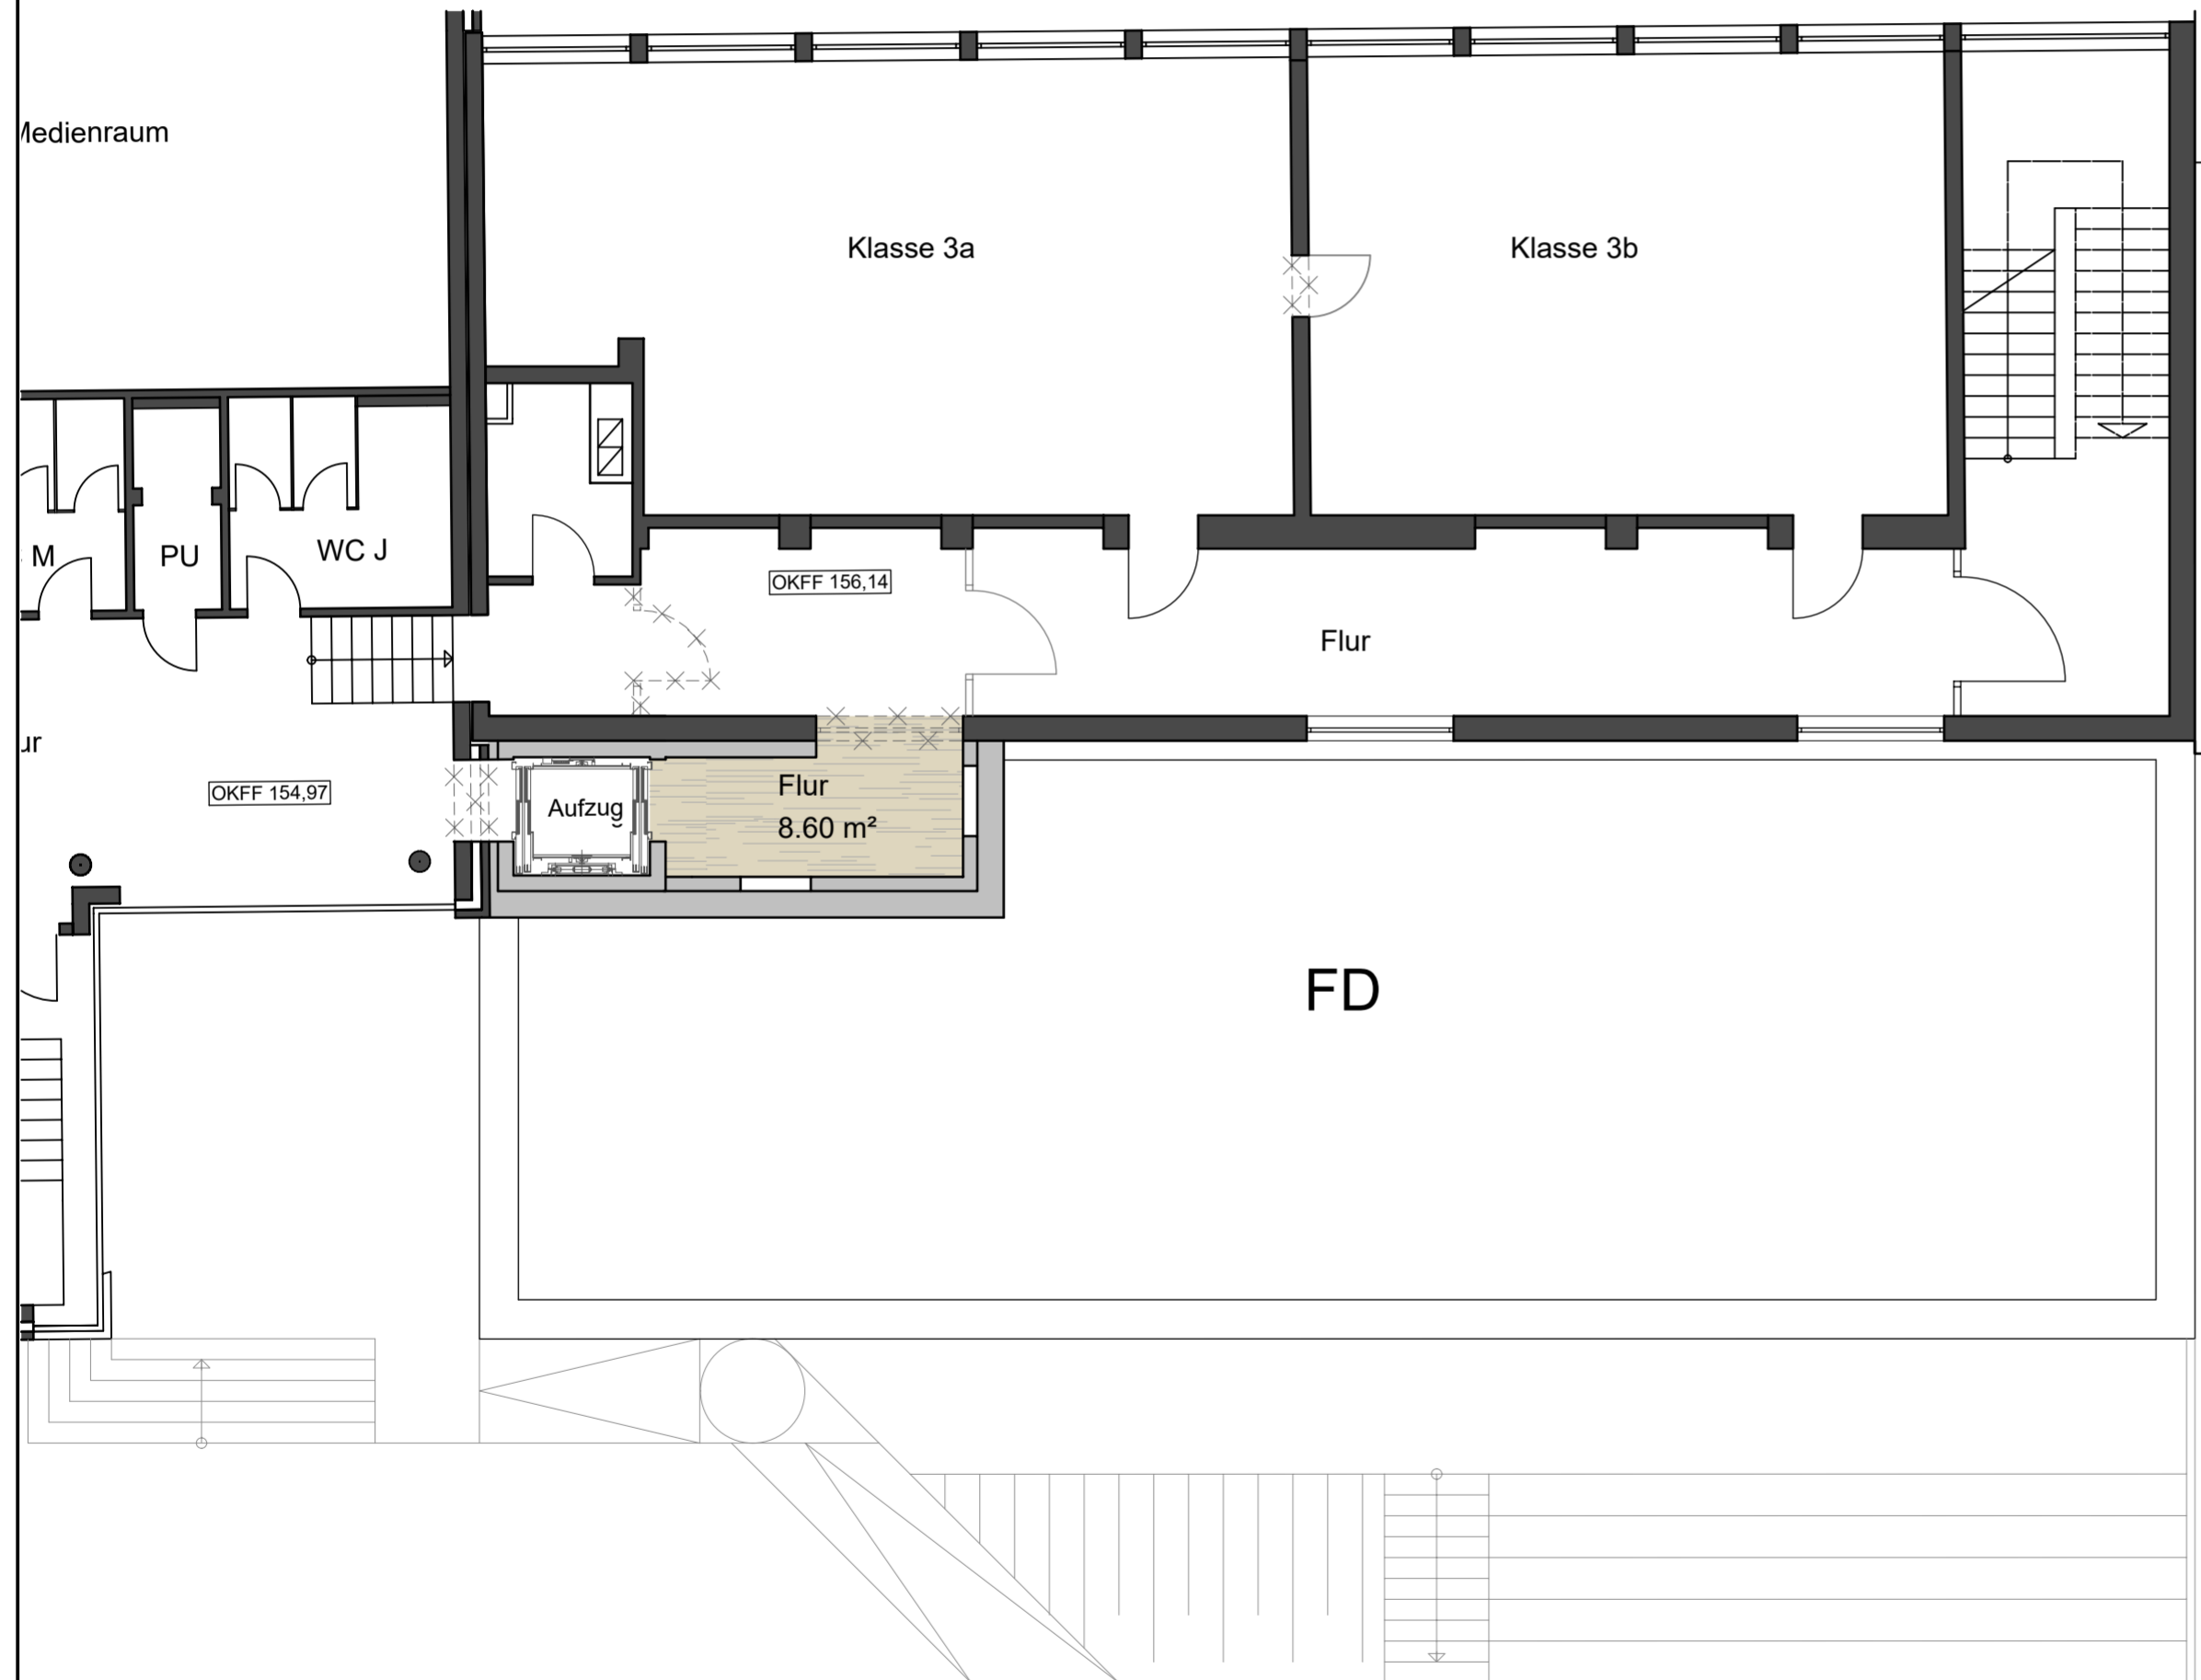 Medienraum
Klasse 3a
Klasse 3b
M
PU
WC J
OKFF 156,14
Flur
ur
OKFF 154,97
Aufzug
Flur
8.60 m²
FD